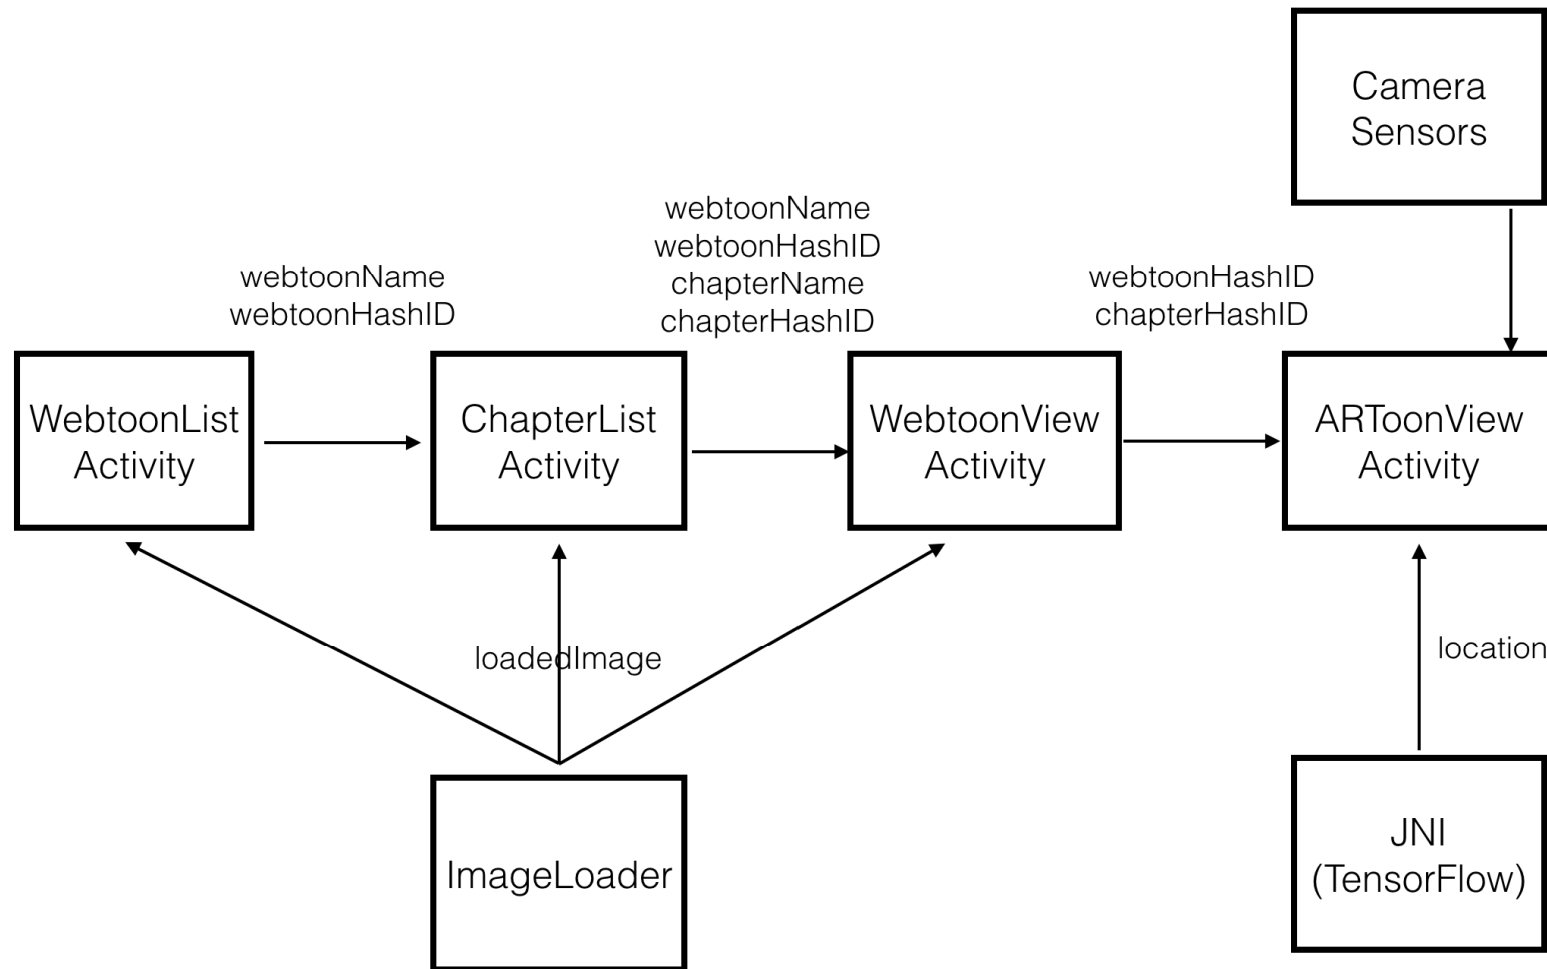 Camera
Sensors
webtoonName
webtoonHashID
webtoonName
webtoonHashID
chapterName
chapterHashID
webtoonHashID
chapterHashID
WebtoonList
Activity
ChapterList
Activity
WebtoonView
Activity
ARToonView
Activity
loadedImage
location
ImageLoader
JNI
(TensorFlow)